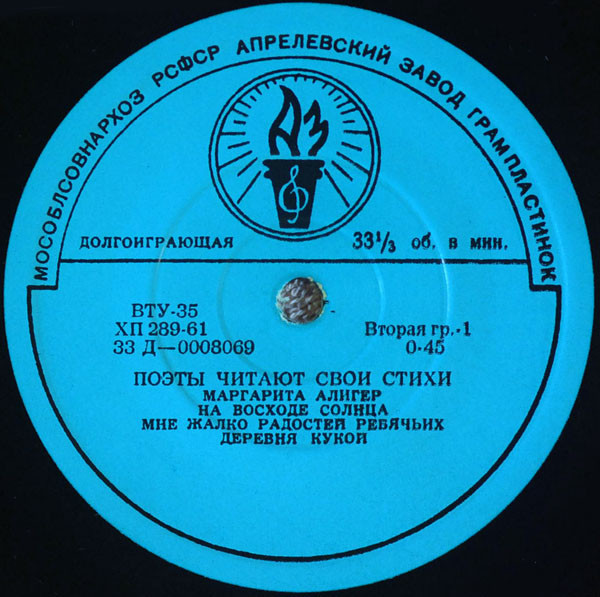 МОСОБЛСОВНАРХОЗ РСФСР АПРЕЛЕВСКИЙ ЗАВОД ГРАМПЛАСТИНОК
АЗ
ДОЛГОИГРАЮЩАЯ 33⅓ об. в мин.
ВТУ-35
ХП 289-61 Вторая гр.-1
33 Д—0008069 0-45
ПОЭТЫ ЧИТАЮТ СВОИ СТИХИ
МАРГАРИТА АЛИГЕР
НА ВОСХОДЕ СОЛНЦА
МНЕ ЖАЛКО РАДОСТЕЙ РЕБЯЧЬИХ
ДЕРЕВНЯ КУКОЙ